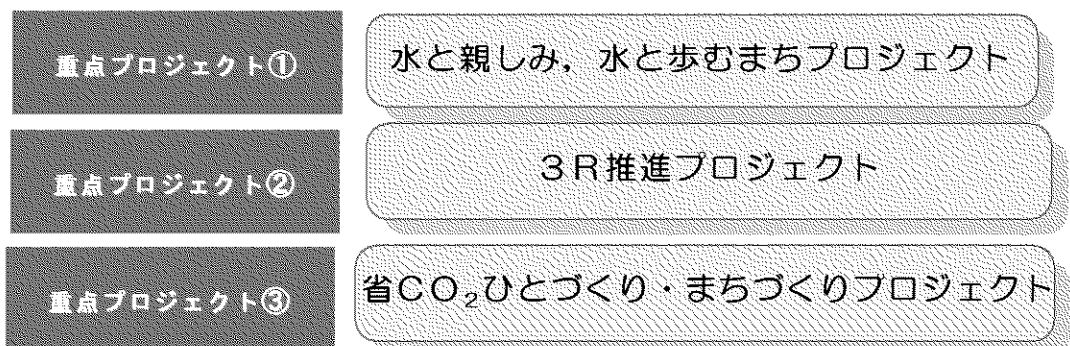 重点プロジェクト①
水と親しみ，水と歩むまちプロジェクト
重点プロジェクト②
３Ｒ推進プロジェクト
重点プロジェクト③
省ＣＯ₂ひとづくり・まちづくりプロジェクト